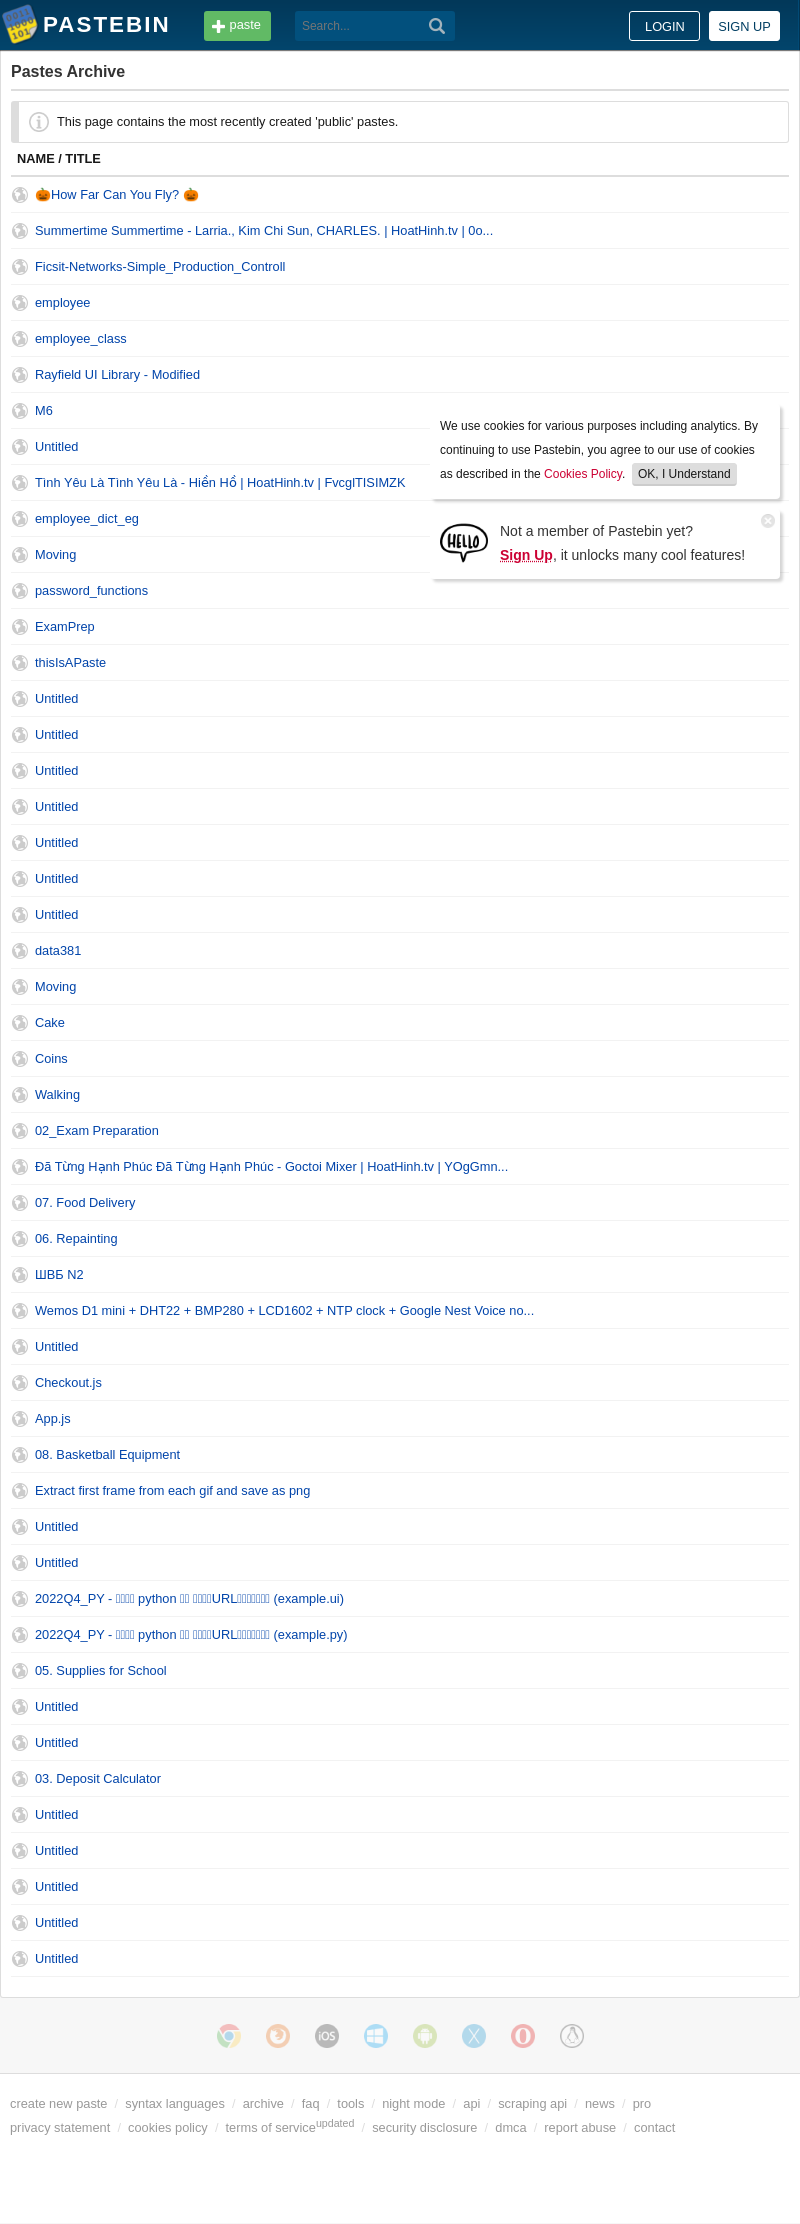 PASTEBIN
paste
Search...
LOGIN
SIGN UP
Pastes Archive
This page contains the most recently created 'public' pastes.
NAME / TITLE
🎃How Far Can You Fly? 🎃
Summertime Summertime - Larria., Kim Chi Sun, CHARLES. | HoatHinh.tv | 0o...
Ficsit-Networks-Simple_Production_Controll
employee
employee_class
Rayfield UI Library - Modified
M6
Untitled
Tình Yêu Là Tình Yêu Là - Hiền Hồ | HoatHinh.tv | FvcglTISIMZK
employee_dict_eg
Moving
password_functions
We use cookies for various purposes including analytics. By
continuing to use Pastebin, you agree to our use of cookies
as described in the Cookies Policy. OK, I Understand
HELLO
Not a member of Pastebin yet?
Sign Up, it unlocks many cool features!
ExamPrep
thisIsAPaste
Untitled
Untitled
Untitled
Untitled
Untitled
Untitled
Untitled
data381
Moving
Cake
Coins
Walking
02_Exam Preparation
Đã Từng Hạnh Phúc Đã Từng Hạnh Phúc - Goctoi Mixer | HoatHinh.tv | YOgGmn...
07. Food Delivery
06. Repainting
ШВБ N2
Wemos D1 mini + DHT22 + BMP280 + LCD1602 + NTP clock + Google Nest Voice no...
Untitled
Checkout.js
App.js
08. Basketball Equipment
Extract first frame from each gif and save as png
Untitled
Untitled
2022Q4_PY - python URL (example.ui)
2022Q4_PY - python URL (example.py)
05. Supplies for School
Untitled
Untitled
03. Deposit Calculator
Untitled
Untitled
Untitled
Untitled
Untitled
iOS
create new paste / syntax languages / archive / faq / tools / night mode / api / scraping api / news / pro
privacy statement / cookies policy / terms of serviceupdated / security disclosure / dmca / report abuse / contact